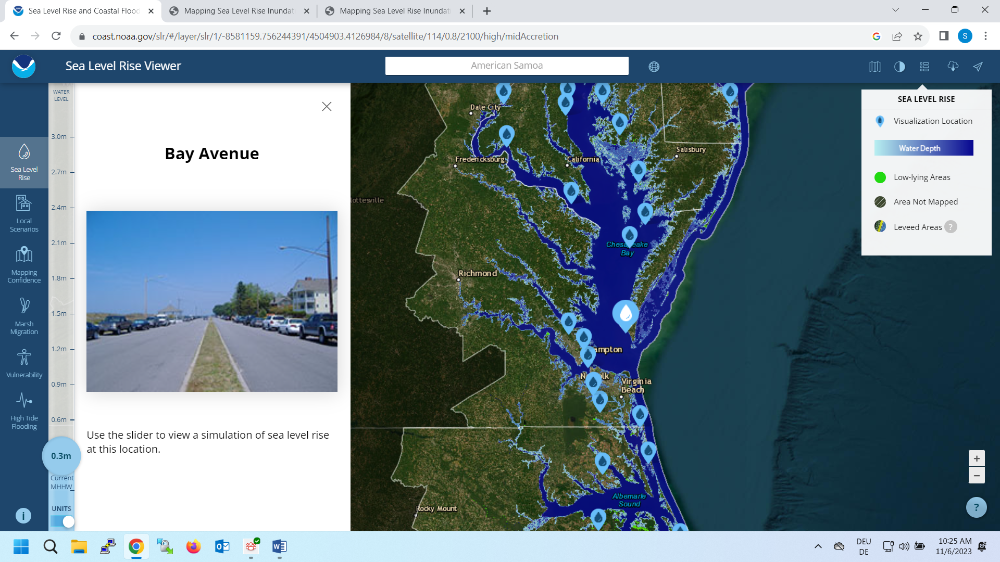 Sea Level Rise and Coastal Flood
Mapping Sea Level Rise Inundati
Mapping Sea Level Rise Inundati
coast.noaa.gov/slr/#/layer/slr/1/-8581159.756244391/4504903.4126984/8/satellite/114/0.8/2100/high/midAccretion
S
Sea Level Rise Viewer
American Samoa
WATER
LEVEL
3.0m
2.7m
2.4m
2.1m
1.8m
1.5m
1.2m
0.9m
0.6m
0.3m
Current
MHHW
UNITS
Sea Level
Rise
Local
Scenarios
Mapping
Confidence
Marsh
Migration
Vulnerability
High Tide
Flooding
i
Bay Avenue
Use the slider to view a simulation of sea level rise
at this location.
Dale City
Fredericksburg
California
Salisbury
lottesville
Chesapeake
Bay
Richmond
ampton
Norfolk
Virginia
Beach
Albemarle
Sound
Rocky Mount
SEA LEVEL RISE
Visualization Location
Water Depth
Low-lying Areas
Area Not Mapped
Leveed Areas ?
+
−
?
DEU
DE
10:25 AM
11/6/2023